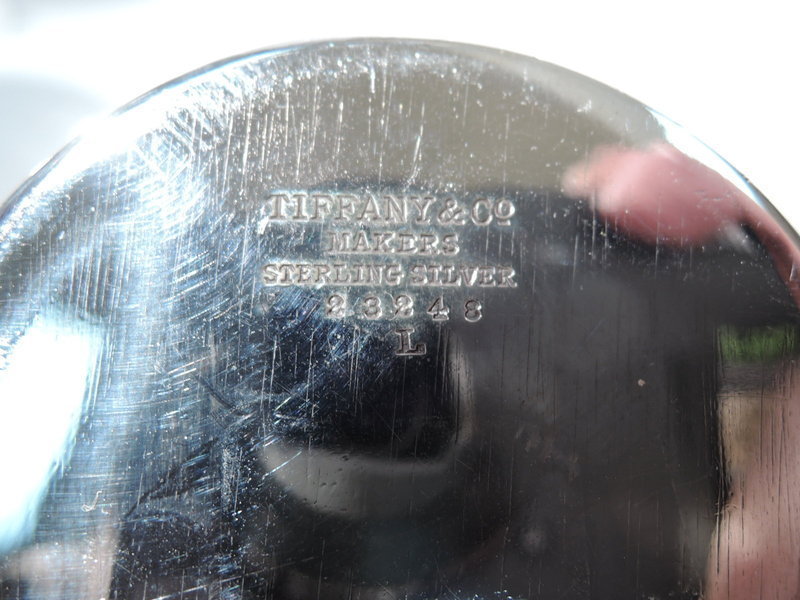 TIFFANY & Co
MAKERS
STERLING SILVER
23248
L